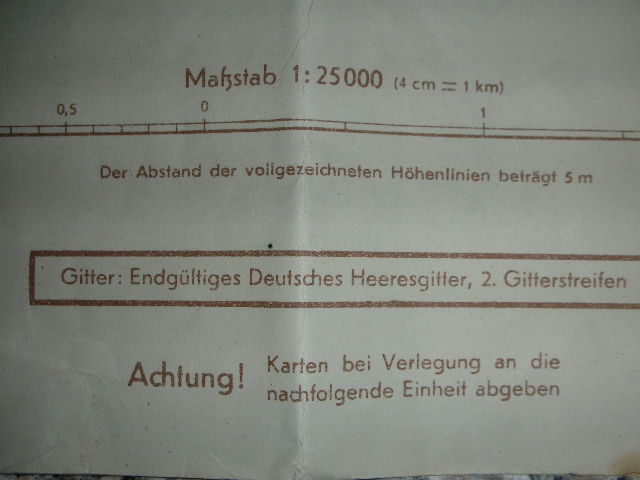 Maßstab 1:25000 (4 cm = 1 km)
0,5 0 1
Der Abstand der vollgezeichneten Höhenlinien beträgt 5 m
Gitter: Endgültiges Deutsches Heeresgitter, 2. Gitterstreifen
Achtung! Karten bei Verlegung an die
nachfolgende Einheit abgeben